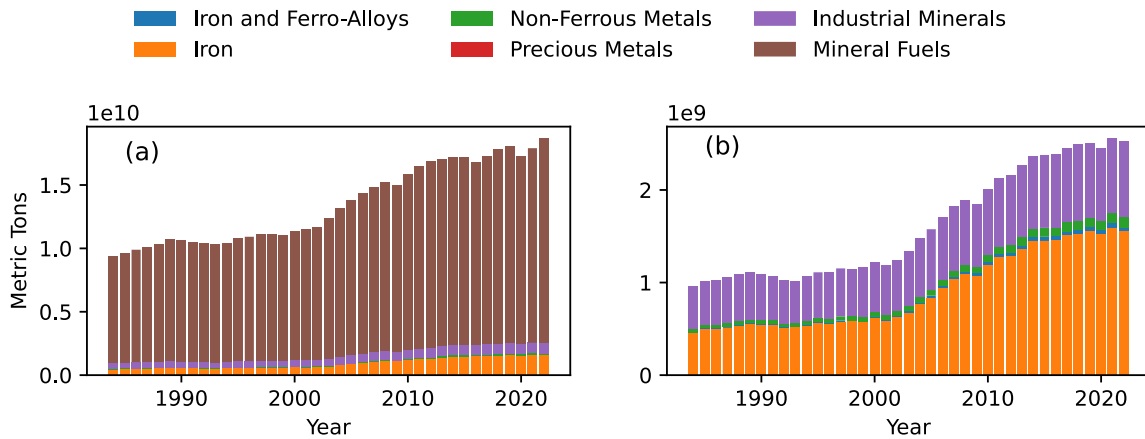 Iron and Ferro-Alloys Non-Ferrous Metals Industrial Minerals
Iron Precious Metals Mineral Fuels
1e10 1e9
(a) (b)
Metric Tons
1.5
1.0
0.5
0.0
2
1
0
1990 2000 2010 2020 1990 2000 2010 2020
Year Year